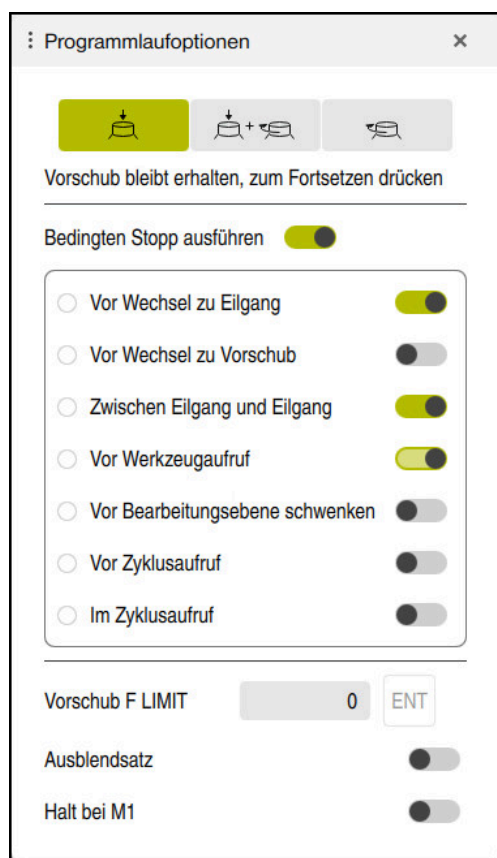 Programmlaufoptionen
Vorschub bleibt erhalten, zum Fortsetzen drücken
Bedingten Stopp ausführen
Vor Wechsel zu Eilgang
Vor Wechsel zu Vorschub
Zwischen Eilgang und Eilgang
Vor Werkzeugaufruf
Vor Bearbeitungsebene schwenken
Vor Zyklusaufruf
Im Zyklusaufruf
Vorschub F LIMIT 0 ENT
Ausblendsatz
Halt bei M1